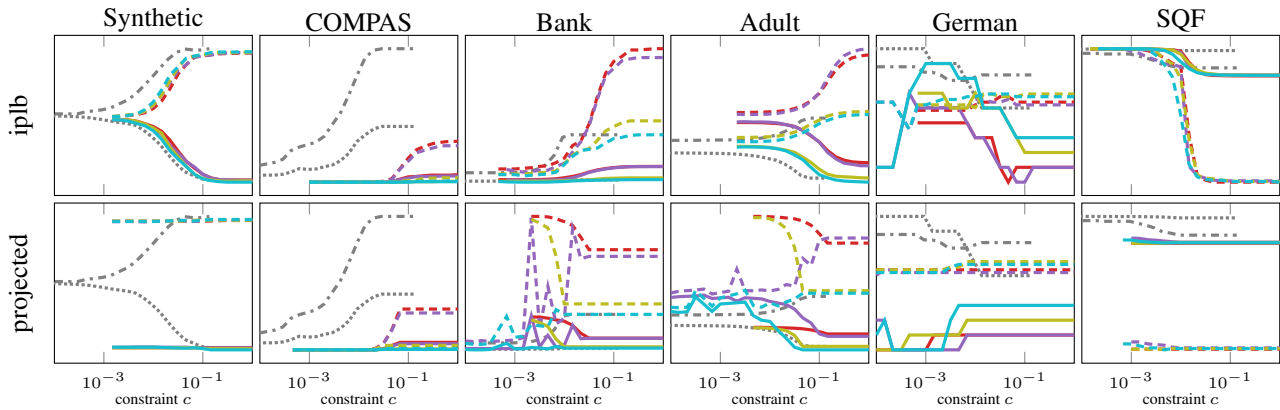 Synthetic COMPAS Bank Adult German SQF
iplb
projected
10⁻³ 10⁻¹ 10⁻³ 10⁻¹ 10⁻³ 10⁻¹ 10⁻³ 10⁻¹ 10⁻³ 10⁻¹ 10⁻³ 10⁻¹
constraint c constraint c constraint c constraint c constraint c constraint c